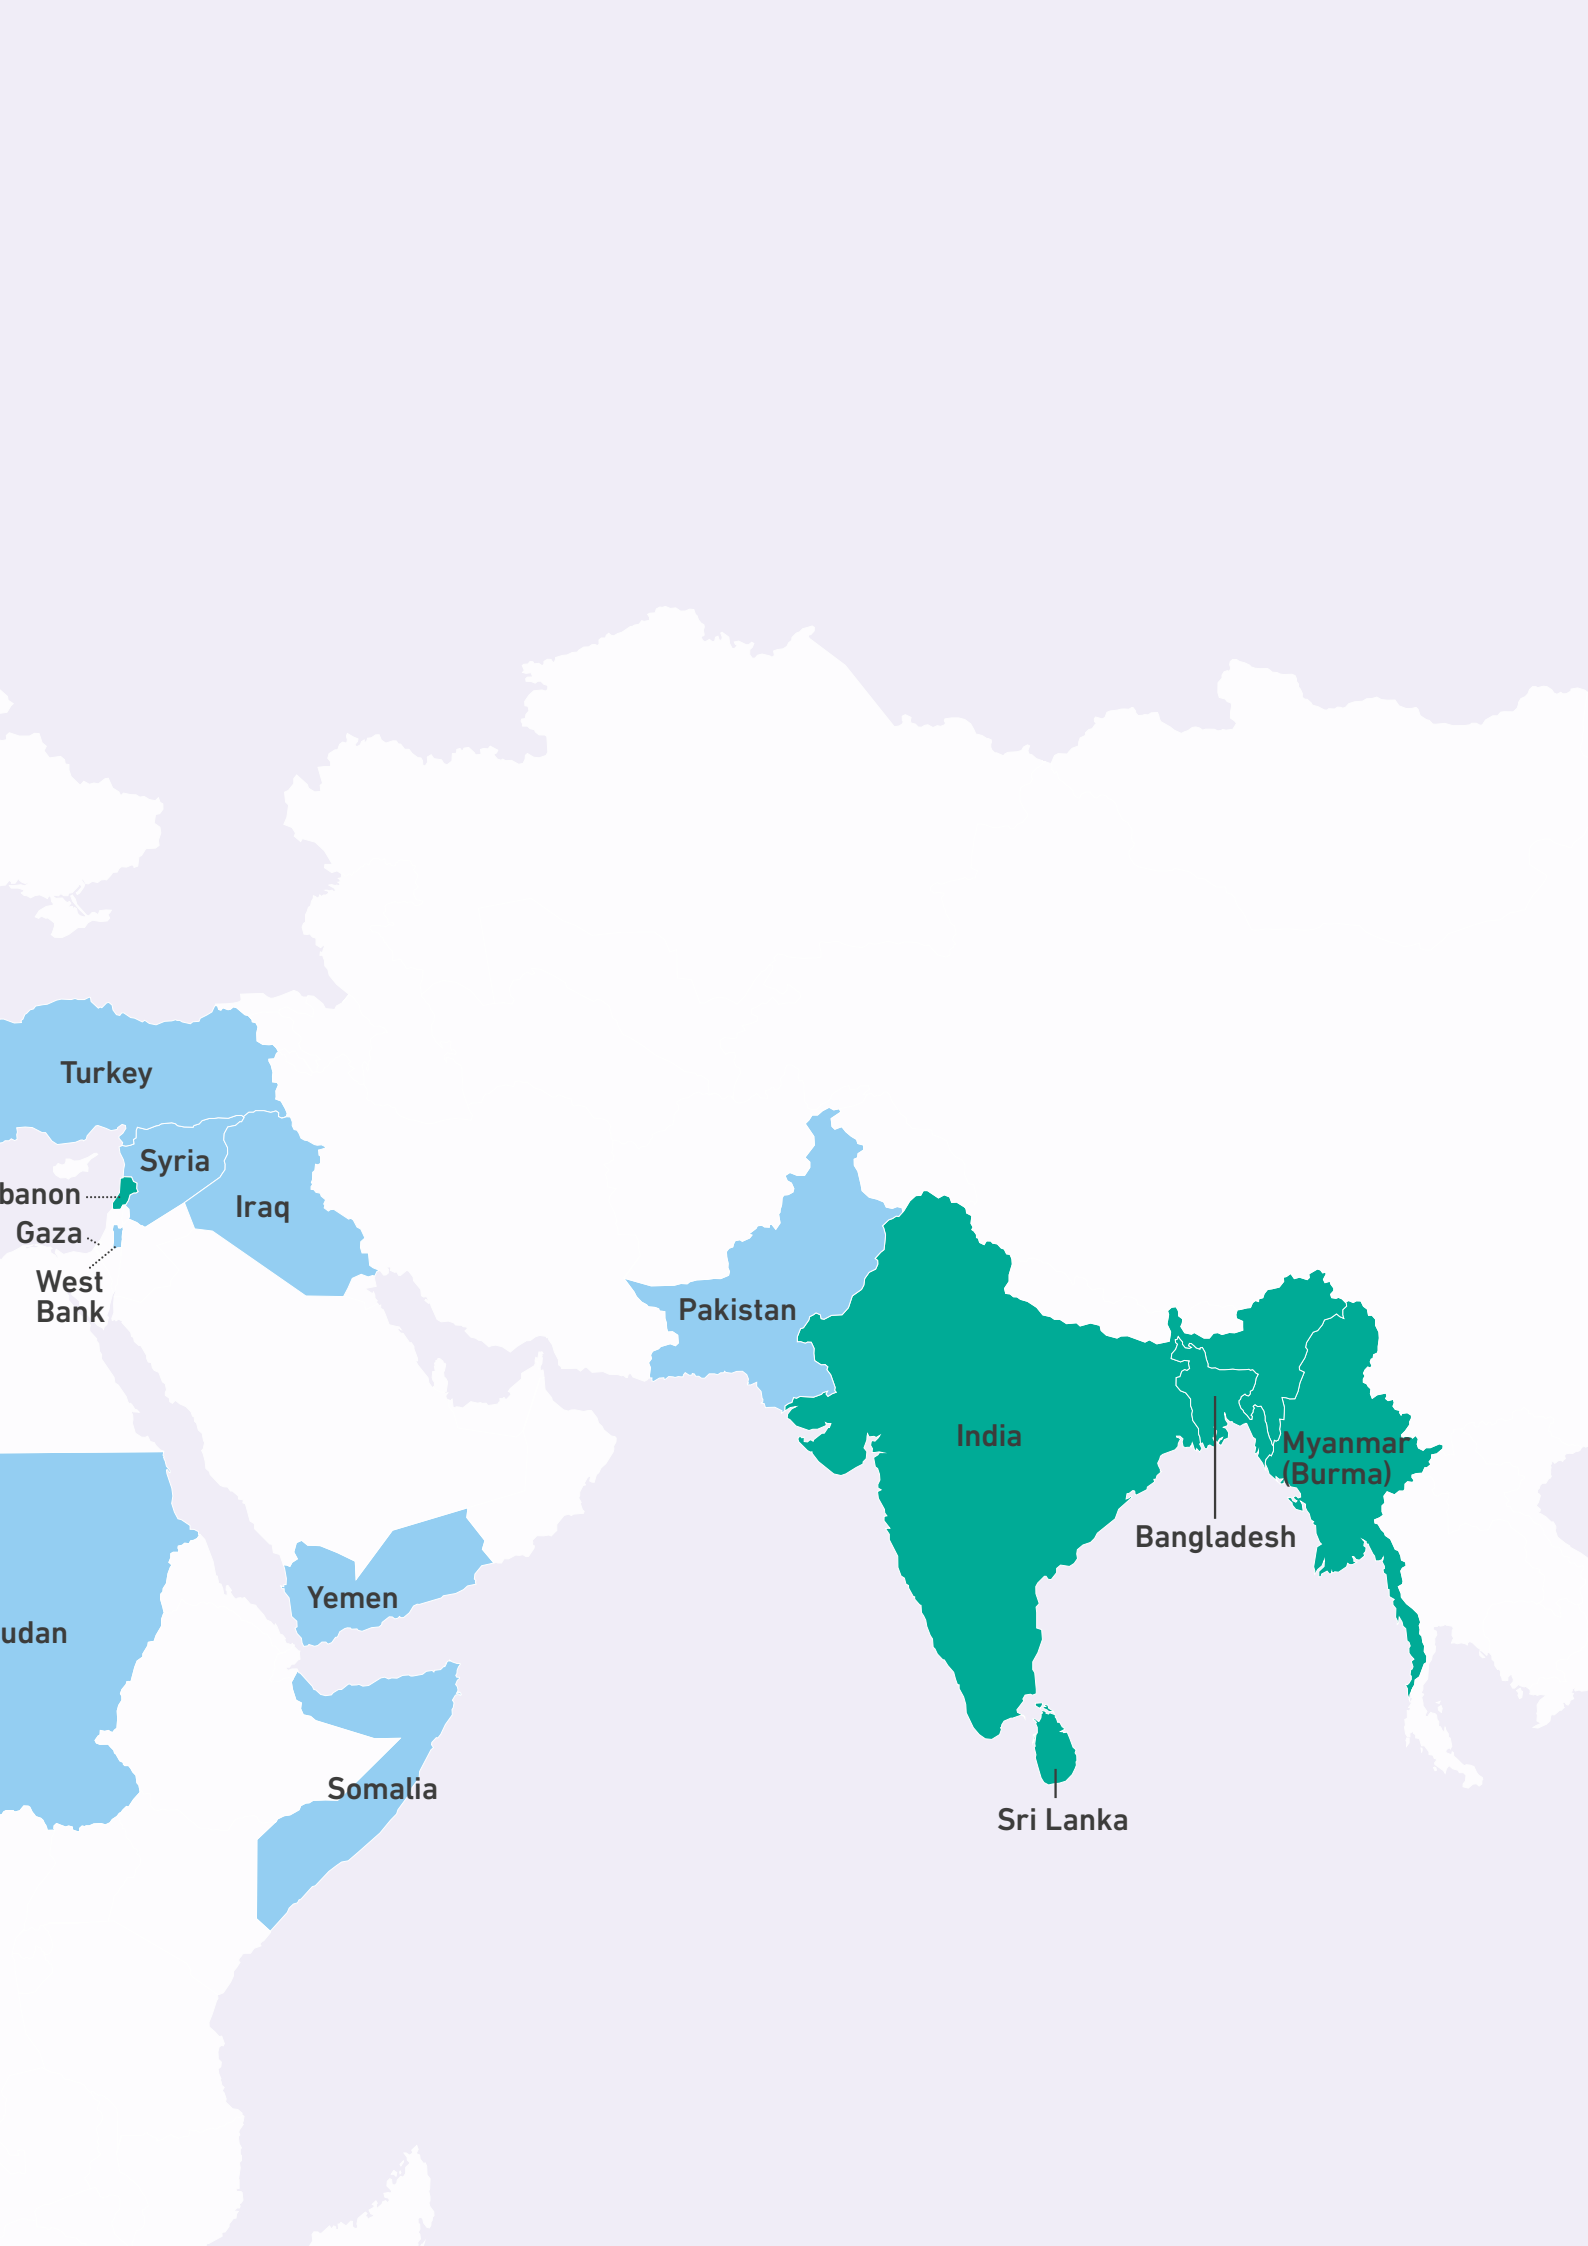 Turkey
Syria
banon
Iraq
Gaza
West
Bank
Pakistan
India
Myanmar
(Burma)
Bangladesh
Yemen
udan
Somalia
Sri Lanka